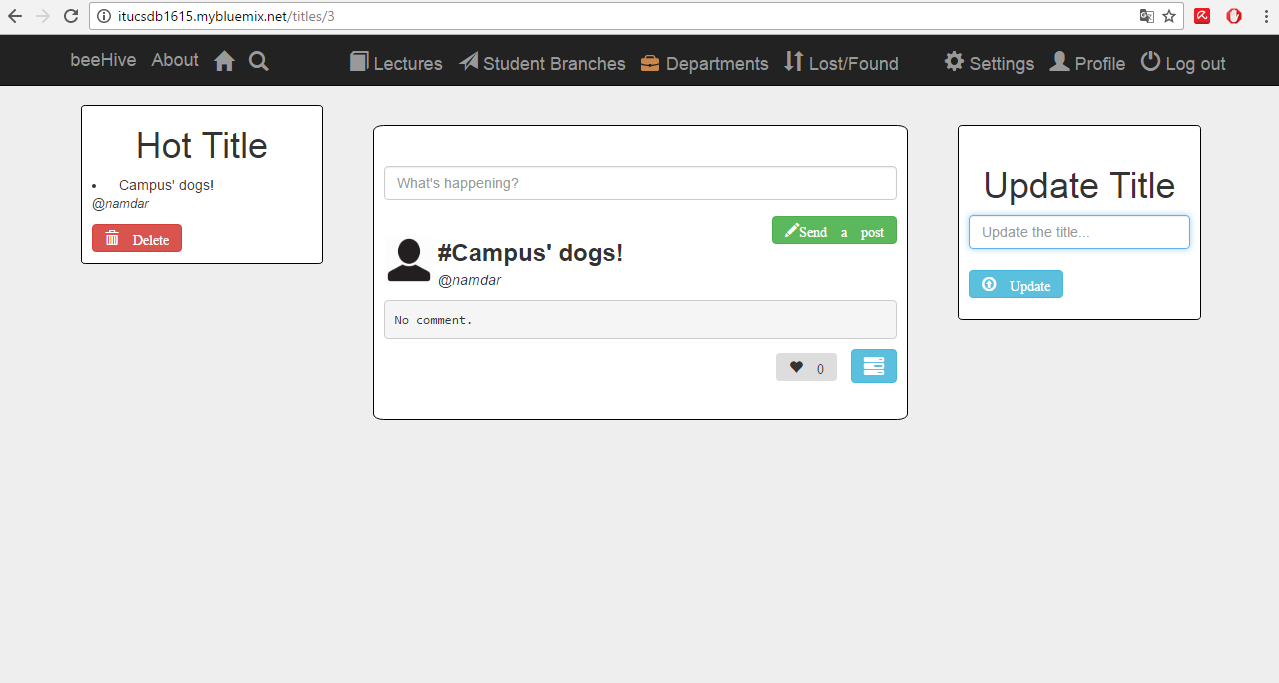 itucsdb1615.mybluemix.net/titles/3
beeHive About Lectures Student Branches Departments Lost/Found Settings Profile Log out
Hot Title
• Campus' dogs!
@namdar
Delete
What's happening?
Send a post
#Campus' dogs!
@namdar
No comment.
0
Update Title
Update the title...
Update